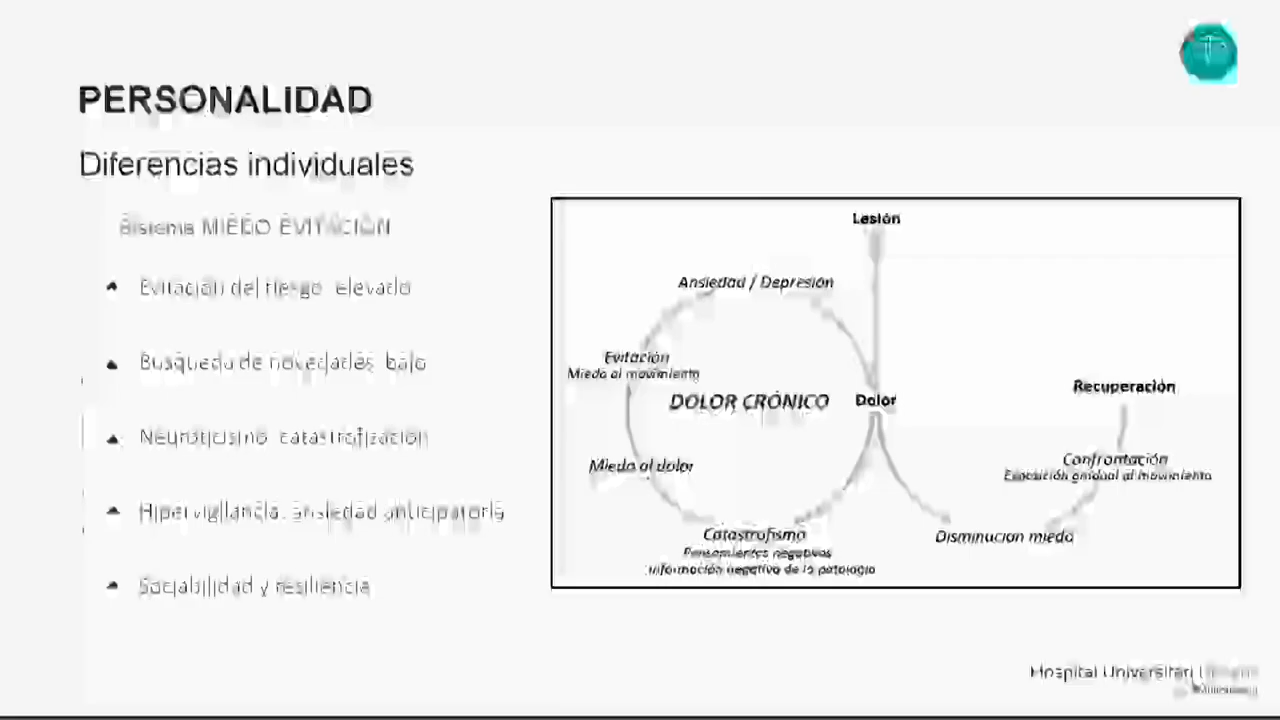 PERSONALIDAD
Diferencias individuales
Sistema MIEDO EVITACIÓN
Evitación del riesgo elevado
Busqueda de novedades bajo
Neuroticismo catastrofización
Hipervigilancia, ansiedad anticipatoria
Sociabilidad y resiliencia
Lesión
Ansiedad / Depresión
Evitación
Miedo al movimiento
DOLOR CRÓNICO
Dolor
Recuperación
Miedo al dolor
Confrontación
Exposición gradual al movimiento
Catastrofismo
Pensamientos negativos
Información negativa de la patología
Disminucion miedo
Hospital Universitari